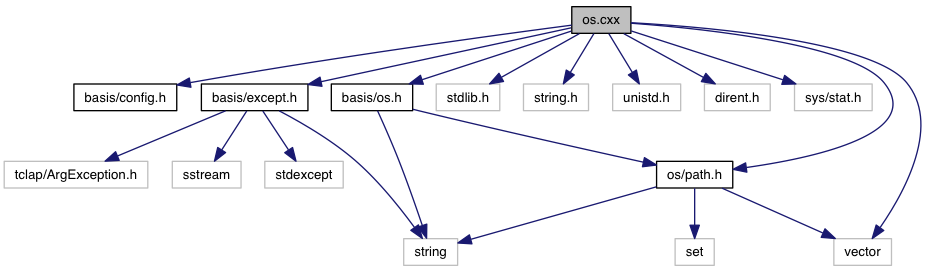 os.cxx
basis/config.h
basis/except.h
basis/os.h
stdlib.h
string.h
unistd.h
dirent.h
sys/stat.h
tclap/ArgException.h
sstream
stdexcept
os/path.h
string
set
vector